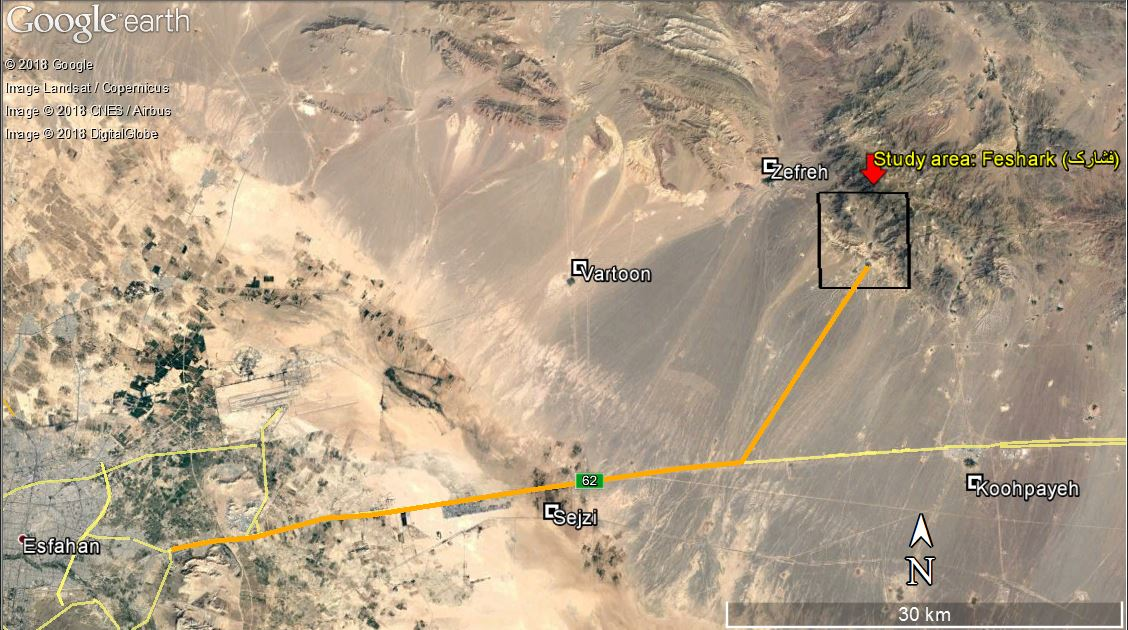 Google earth
© 2018 Google
Image Landsat / Copernicus
Image © 2018 CNES / Airbus
Image © 2018 DigitalGlobe
Study area: Feshark (فشارک)
Zefreh
Vartoon
62
Koohpayeh
Sejzi
Esfahan
N
30 km